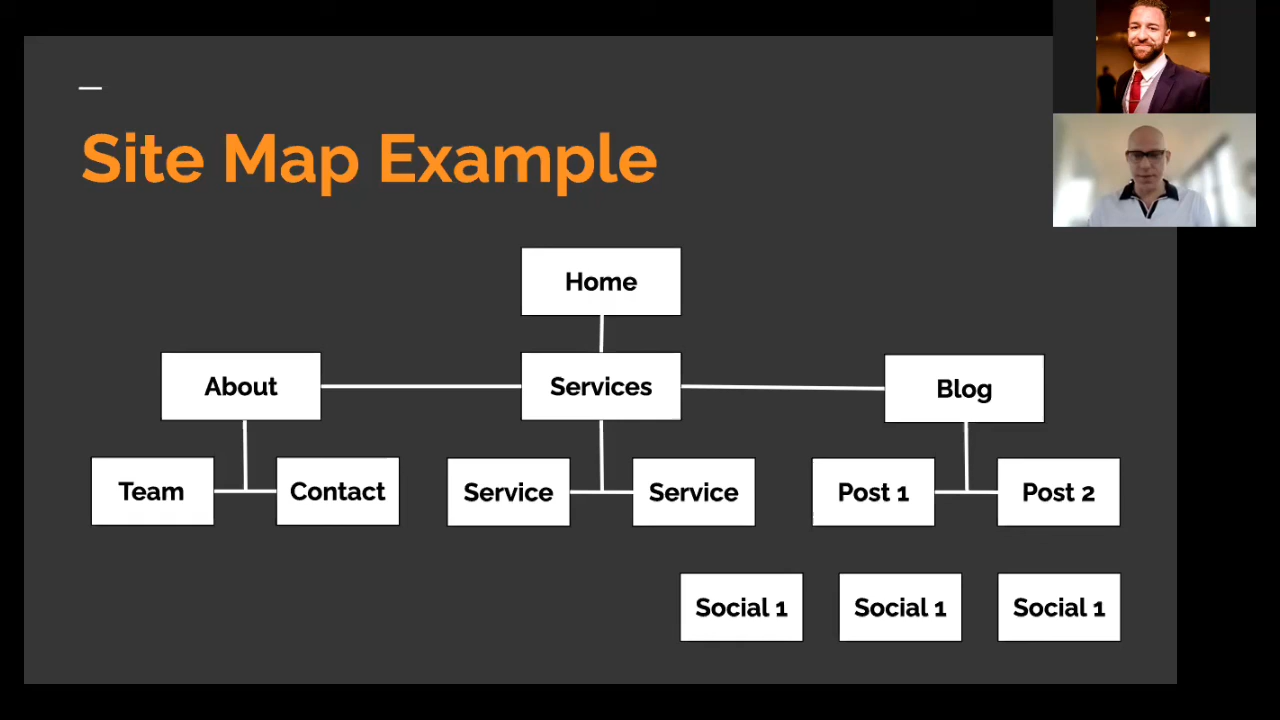 Site Map Example
Home
About
Services
Blog
Team
Contact
Service
Service
Post 1
Post 2
Social 1
Social 1
Social 1